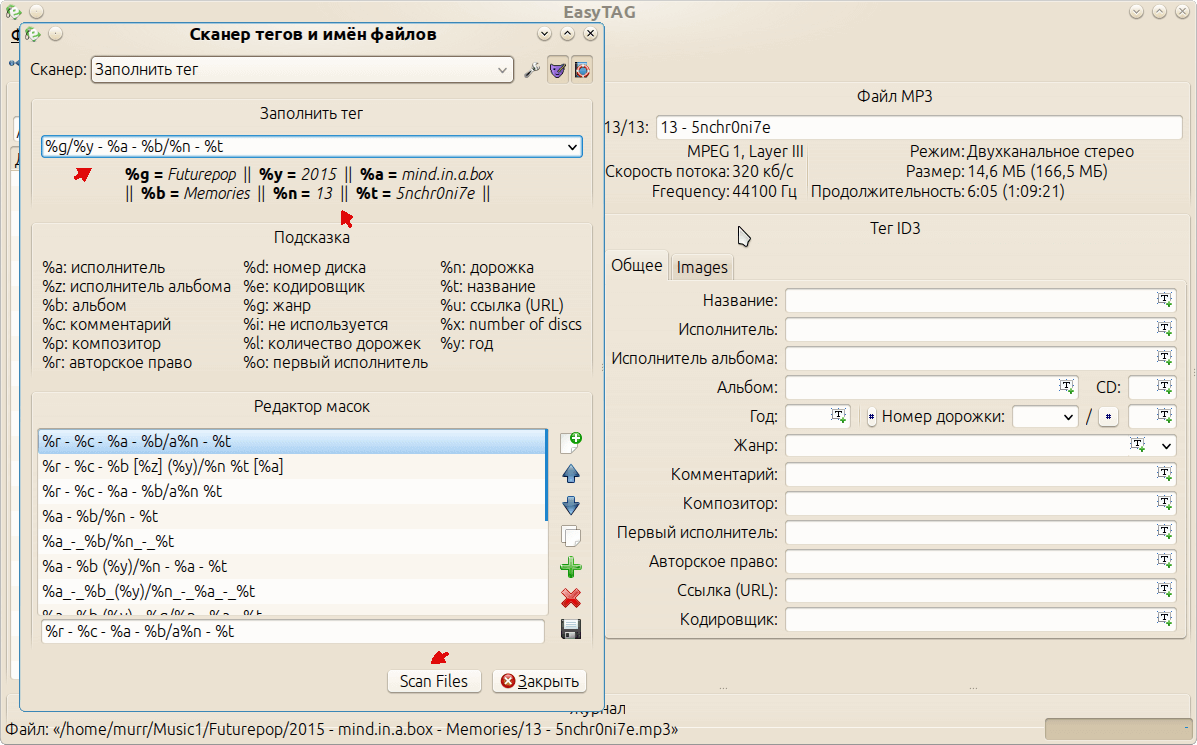 EasyTAG
Сканер тегов и имён файлов
Сканер: Заполнить тег
Заполнить тег
%g/%y - %a - %b/%n - %t
%g = Futurepop || %y = 2015 || %a = mind.in.a.box
|| %b = Memories || %n = 13 || %t = 5nchr0ni7e ||
Подсказка
%a: исполнитель
%z: исполнитель альбома
%b: альбом
%c: комментарий
%p: композитор
%r: авторское право
%d: номер диска
%e: кодировщик
%g: жанр
%i: не используется
%l: количество дорожек
%o: первый исполнитель
%n: дорожка
%t: название
%u: ссылка (URL)
%x: number of discs
%y: год
Редактор масок
%r - %c - %a - %b/a%n - %t
%r - %c - %b [%z] (%y)/%n %t [%a]
%r - %c - %a - %b/a%n %t
%a - %b/%n - %t
%a_-_%b/%n_-_%t
%a - %b (%y)/%n - %a - %t
%a_-_%b_(%y)/%n_-_%a_-_%t
%a - %b (%y) - %g/%n - %a - %t
%r - %c - %a - %b/a%n - %t
Scan Files
Закрыть
Файл MP3
13/13: 13 - 5nchr0ni7e
MPEG 1, Layer III
Скорость потока: 320 кб/с
Frequency: 44100 Гц
Режим: Двухканальное стерео
Размер: 14,6 МБ (166,5 МБ)
Продолжительность: 6:05 (1:09:21)
Тег ID3
Общее Images
Название:
Исполнитель:
Исполнитель альбома:
Альбом: CD:
Год: # Номер дорожки: / #
Жанр:
Комментарий:
Композитор:
Первый исполнитель:
Авторское право:
Ссылка (URL):
Кодировщик:
Журнал
Файл: «/home/murr/Music1/Futurepop/2015 - mind.in.a.box - Memories/13 - 5nchr0ni7e.mp3»